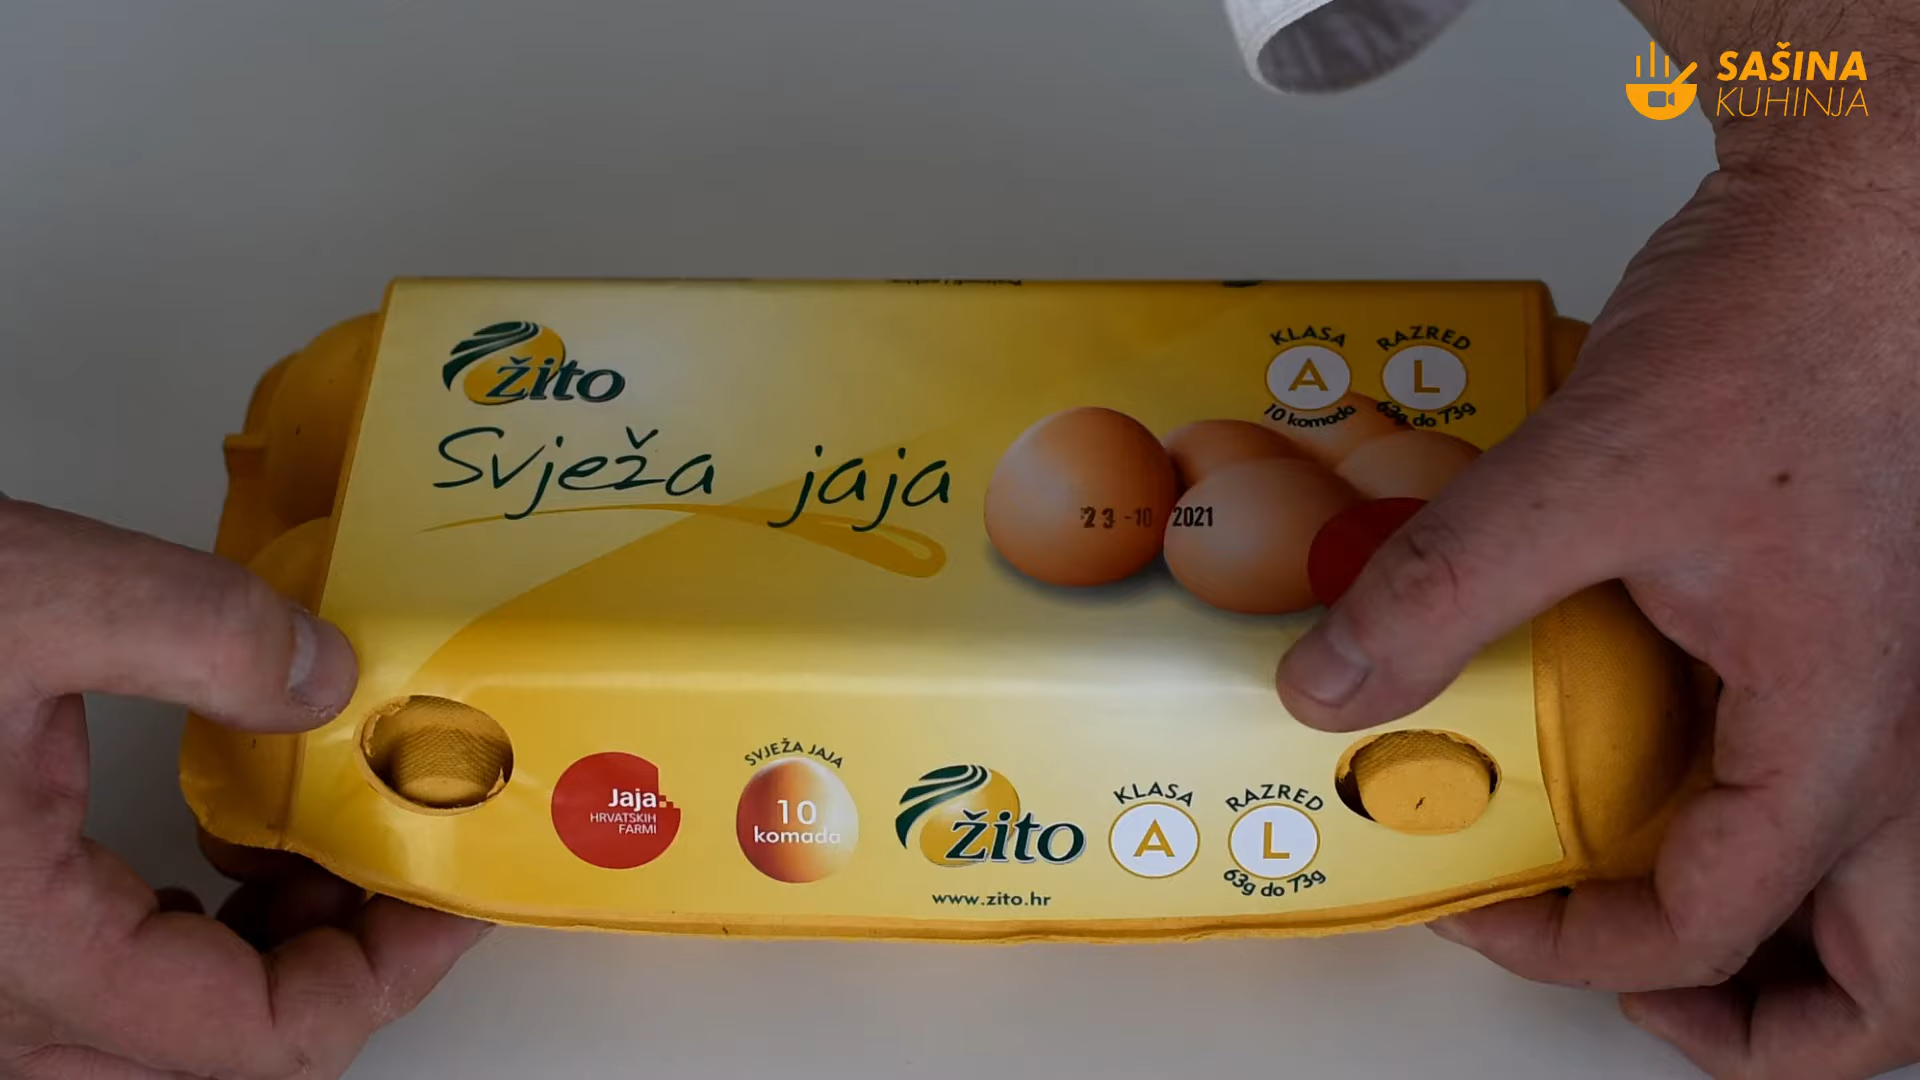 SAŠINA
KUHINJA
žito
KLASA
A
10 komada
RAZRED
L
63g do 73g
Svježa jaja
23-10 2021
Jaja
HRVATSKIH
FARMI
SVJEŽA JAJA
10
komada
žito
www.zito.hr
KLASA
A
RAZRED
L
63g do 73g